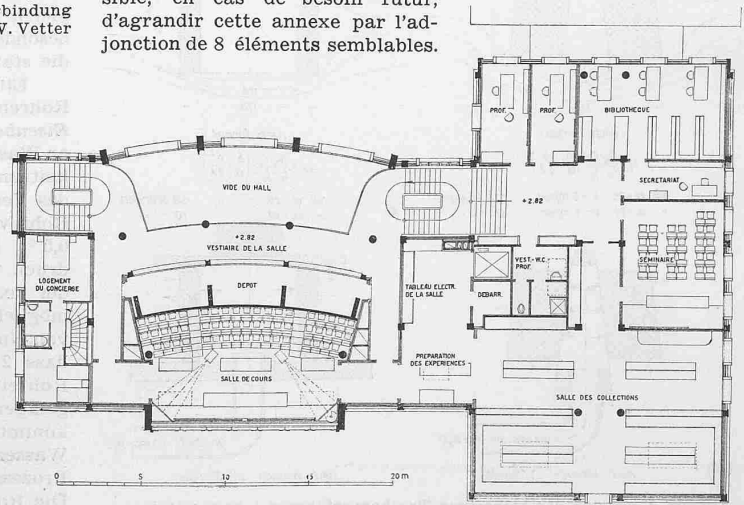 rbindung
W. Vetter
sible, en cas de besoin futur,
d'agrandir cette annexe par l'ad-
jonction de 8 éléments semblables.
PROF.
PROF.
BIBLIOTHEQUE
VIDE DU HALL
SECRETARIAT
+2.82
+2.82
VESTIAIRE DE LA SALLE
LOGEMENT
DU CONCIERGE
DEPOT
TABLEAU ELECTR.
DE LA SALLE
DEBARR.
VEST.-W.C.
PROF.
SEMINAIRE
PREPARATION
DES EXPERIENCES
SALLE DE COURS
SALLE DES COLLECTIONS
0 5 10 15 20 m